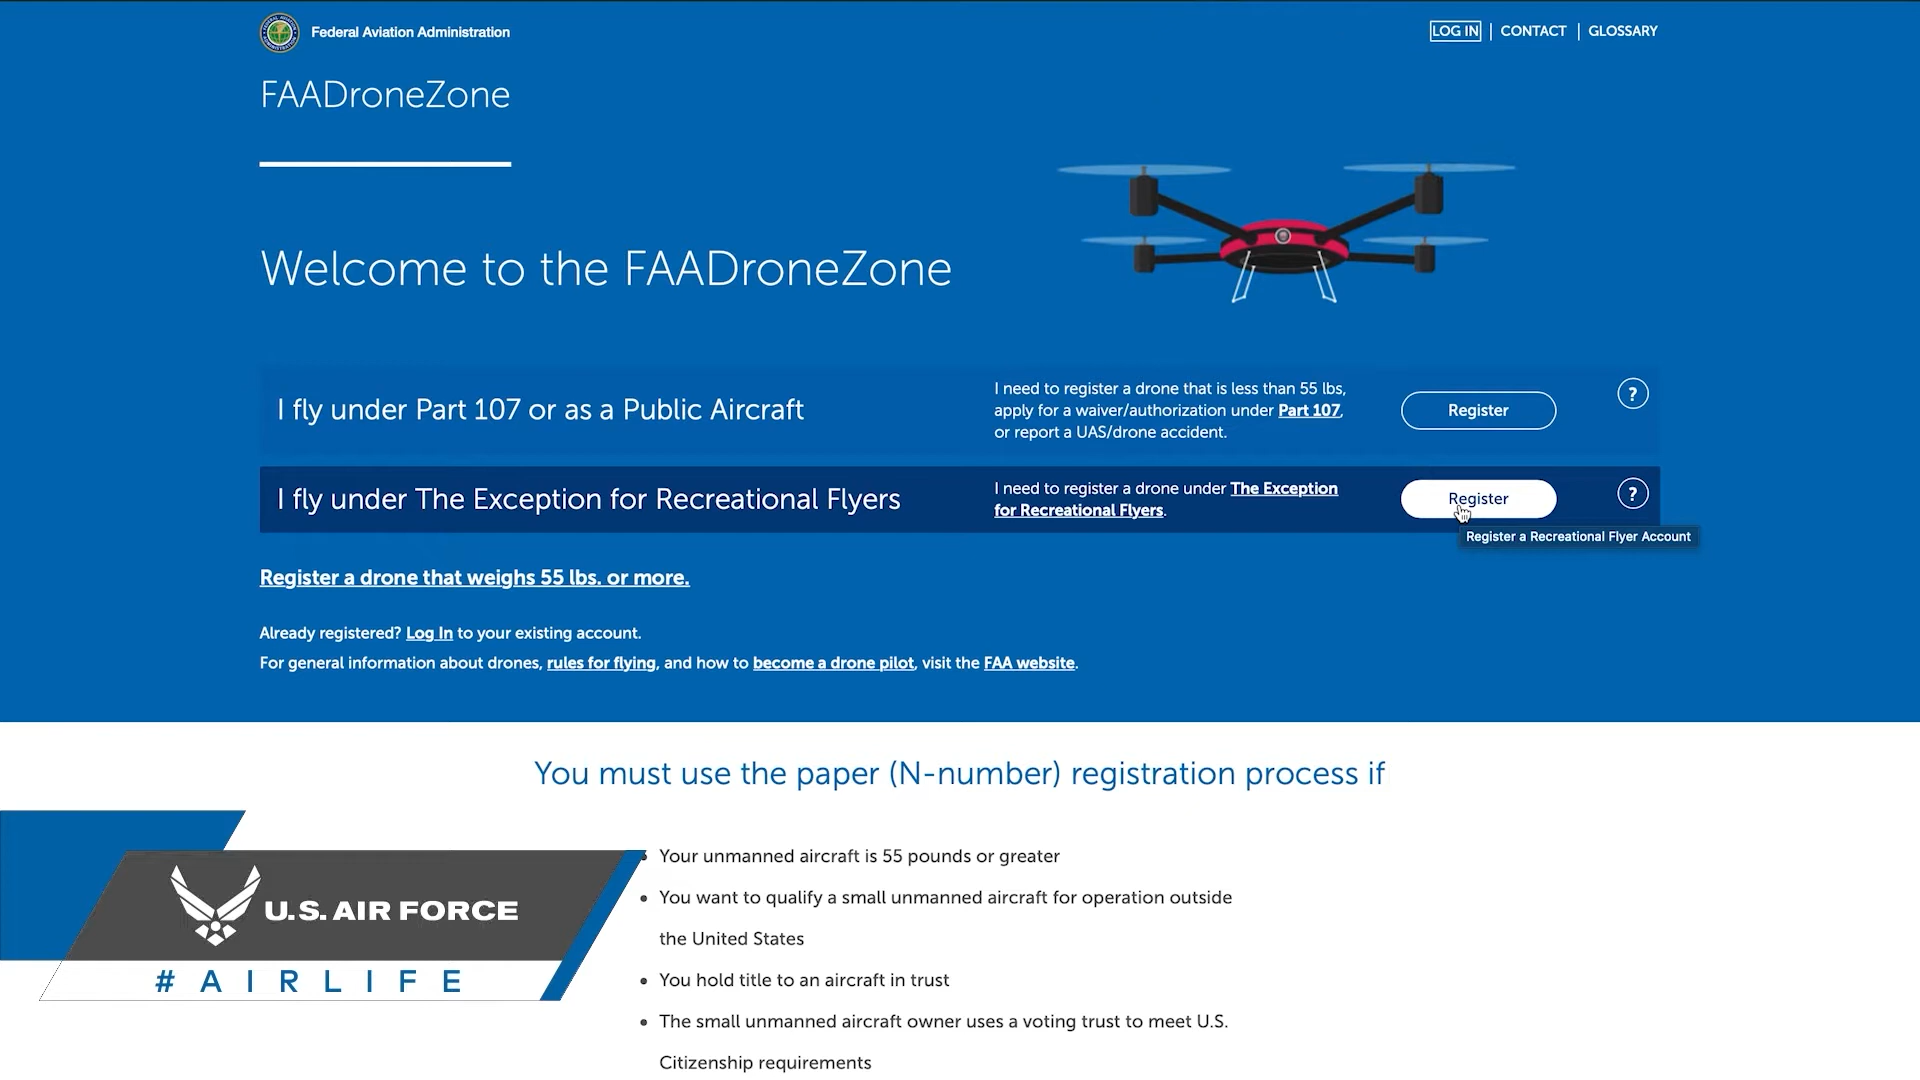 Federal Aviation Administration
LOG IN
CONTACT
GLOSSARY
FAADroneZone
Welcome to the FAADroneZone
I fly under Part 107 or as a Public Aircraft
I need to register a drone that is less than 55 lbs,
apply for a waiver/authorization under Part 107,
or report a UAS/drone accident.
Register
?
I fly under The Exception for Recreational Flyers
I need to register a drone under The Exception
for Recreational Flyers.
Register
?
Register a Recreational Flyer Account
Register a drone that weighs 55 lbs. or more.
Already registered? Log In to your existing account.
For general information about drones, rules for flying, and how to become a drone pilot, visit the FAA website.
You must use the paper (N-number) registration process if
Your unmanned aircraft is 55 pounds or greater
You want to qualify a small unmanned aircraft for operation outside
the United States
You hold title to an aircraft in trust
The small unmanned aircraft owner uses a voting trust to meet U.S.
Citizenship requirements
U.S. AIR FORCE
#AIRLIFE